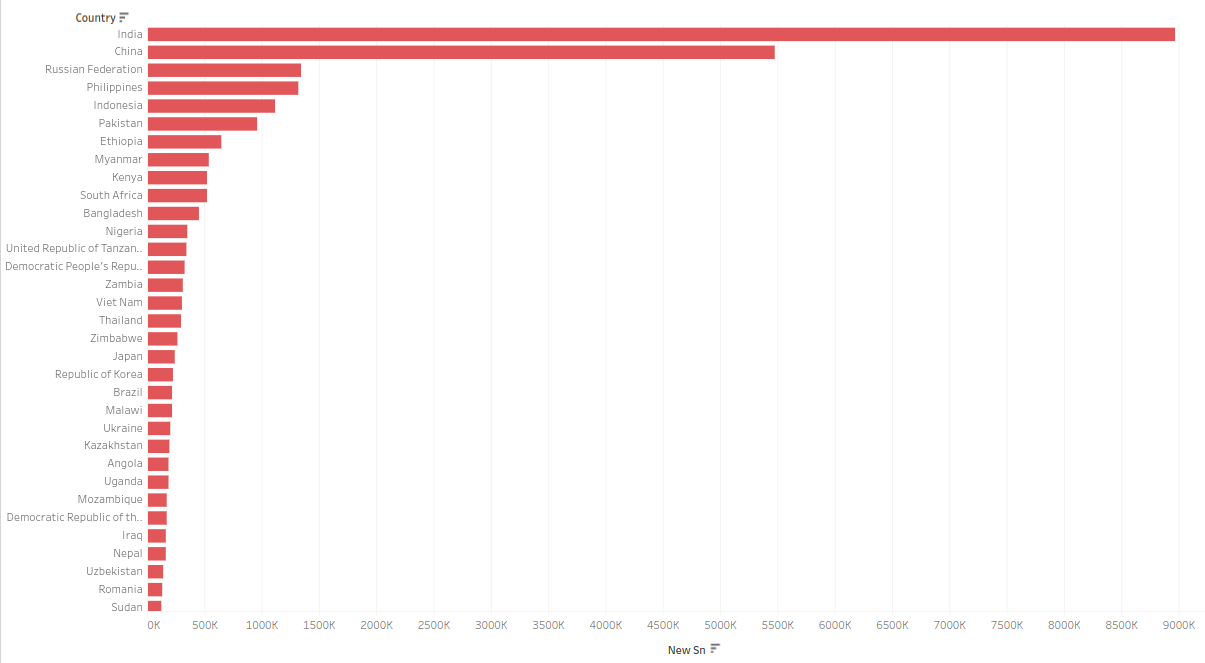 Country
India
China
Russian Federation
Philippines
Indonesia
Pakistan
Ethiopia
Myanmar
Kenya
South Africa
Bangladesh
Nigeria
United Republic of Tanzan..
Democratic People's Repu..
Zambia
Viet Nam
Thailand
Zimbabwe
Japan
Republic of Korea
Brazil
Malawi
Ukraine
Kazakhstan
Angola
Uganda
Mozambique
Democratic Republic of th..
Iraq
Nepal
Uzbekistan
Romania
Sudan
0K 500K 1000K 1500K 2000K 2500K 3000K 3500K 4000K 4500K 5000K 5500K 6000K 6500K 7000K 7500K 8000K 8500K 9000K
New Sn